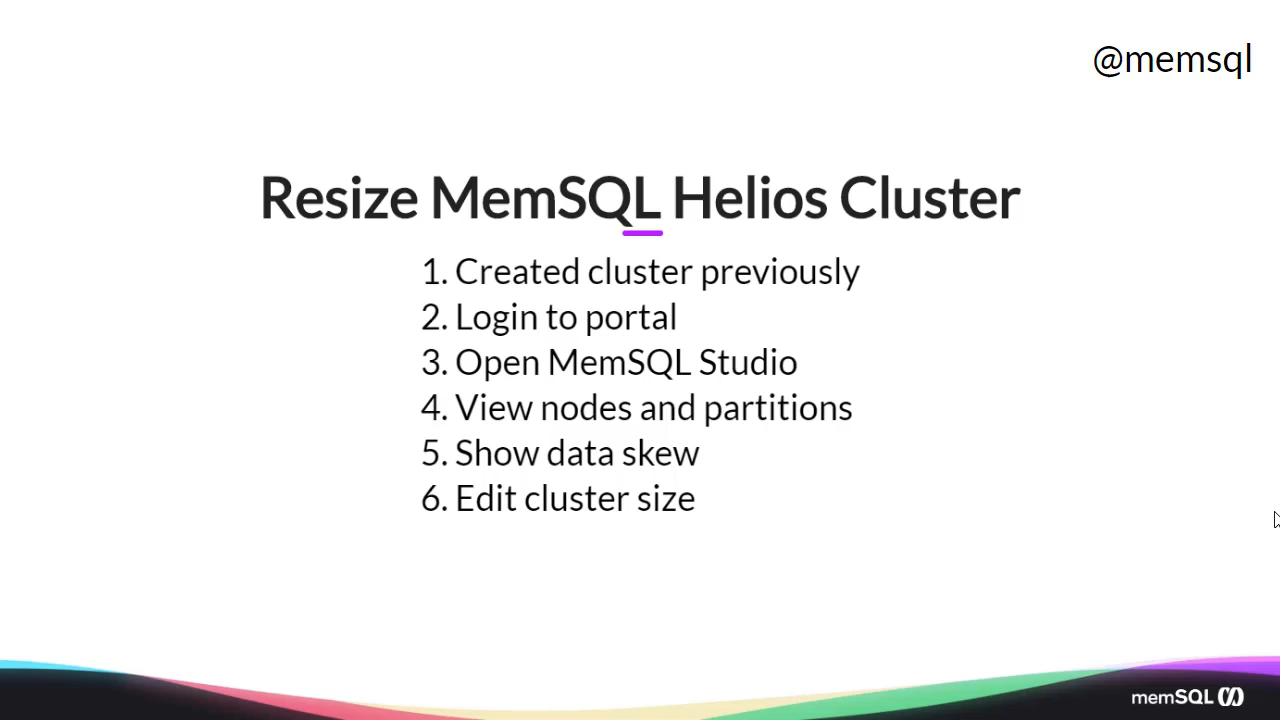 @memsql
Resize MemSQL Helios Cluster
1. Created cluster previously
2. Login to portal
3. Open MemSQL Studio
4. View nodes and partitions
5. Show data skew
6. Edit cluster size
memSQL